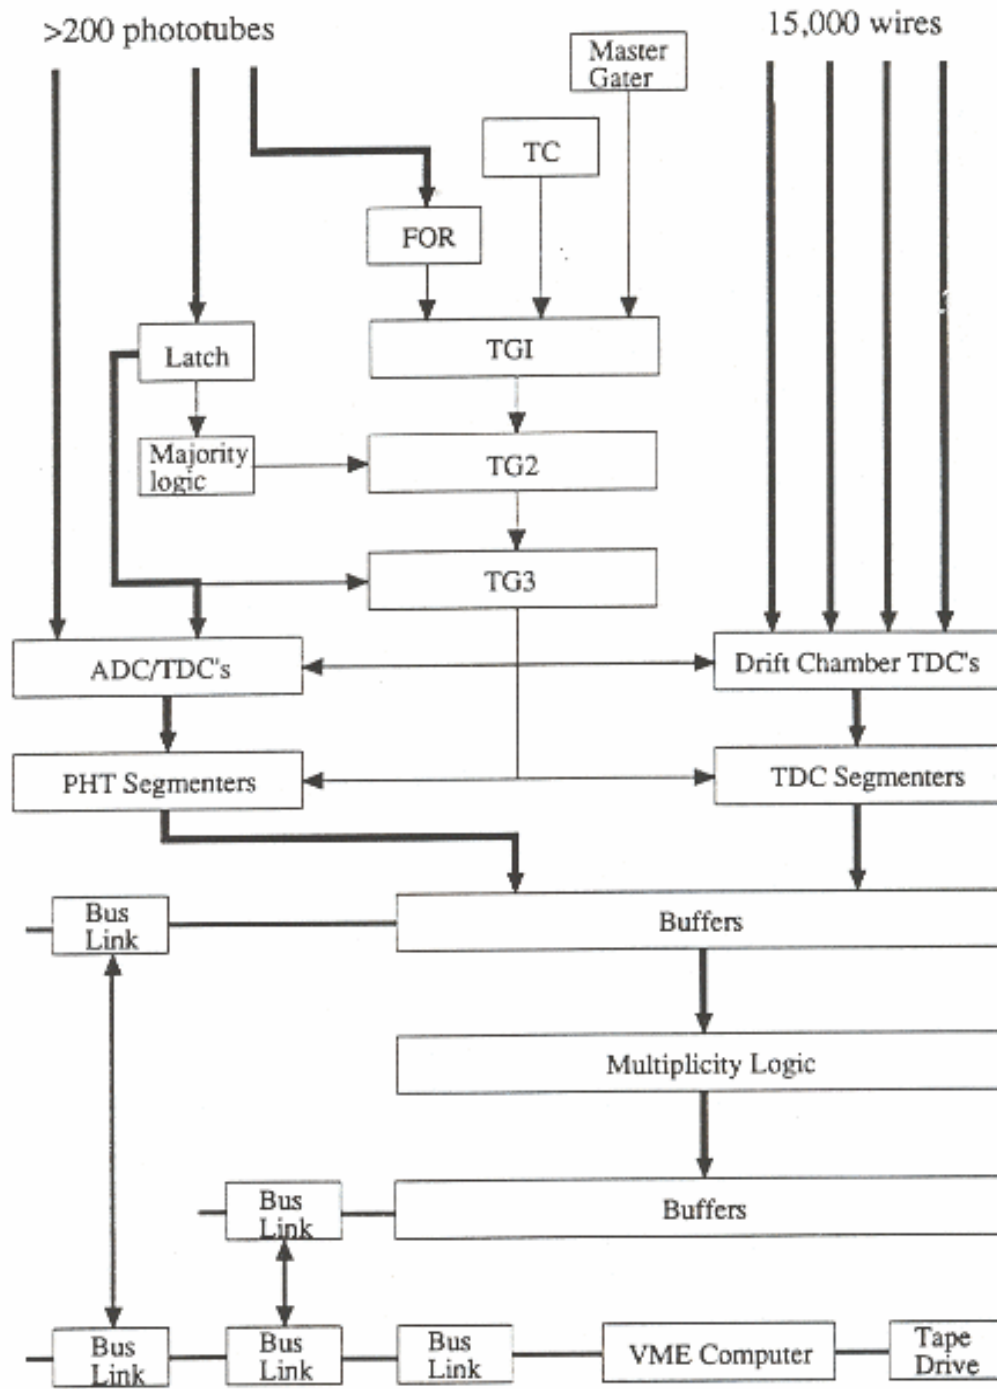 >200 phototubes
15,000 wires
Master
Gater
TC
FOR
TG1
Latch
Majority
logic
TG2
TG3
ADC/TDC's
Drift Chamber TDC's
PHT Segmenters
TDC Segmenters
Bus
Link
Buffers
Multiplicity Logic
Bus
Link
Buffers
Bus
Link
Bus
Link
Bus
Link
VME Computer
Tape
Drive